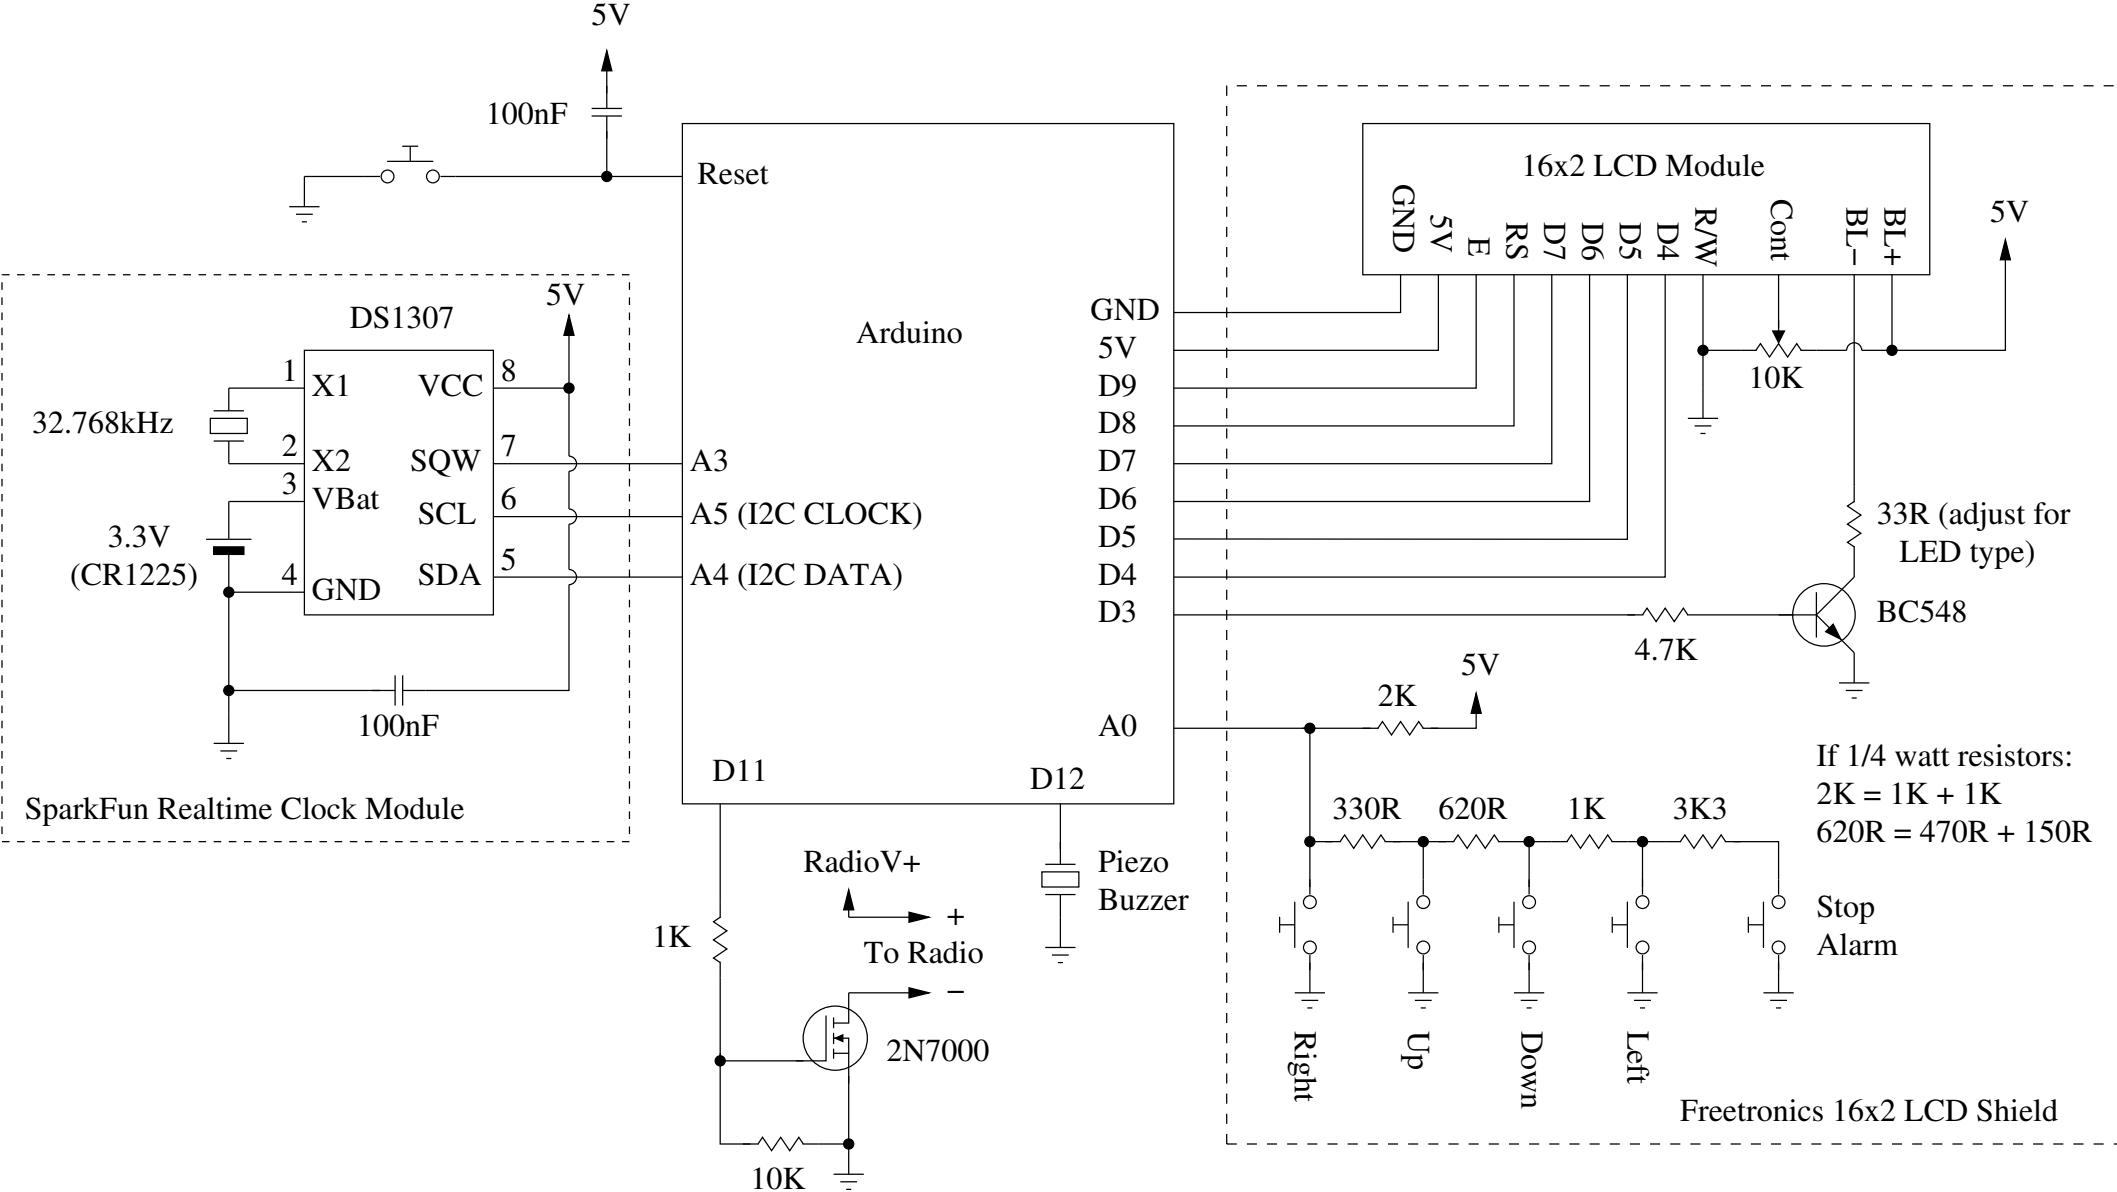 5V
100nF
Reset
Arduino
GND
5V
D9
D8
D7
D6
D5
D4
D3
A0
A3
A5 (I2C CLOCK)
A4 (I2C DATA)
D11
D12
5V
DS1307
1
X1
VCC
8
32.768kHz
2
X2
SQW
7
3
VBat
SCL
6
3.3V
(CR1225)
4
GND
SDA
5
100nF
SparkFun Realtime Clock Module
16x2 LCD Module
GND
5V
E
RS
D7
D6
D5
D4
R/W
Cont
BL−
BL+
5V
10K
33R (adjust for
LED type)
BC548
4.7K
5V
2K
If 1/4 watt resistors:
2K = 1K + 1K
620R = 470R + 150R
330R
620R
1K
3K3
Stop
Alarm
Right
Up
Down
Left
Freetronics 16x2 LCD Shield
RadioV+
+
To Radio
−
1K
2N7000
10K
Piezo
Buzzer